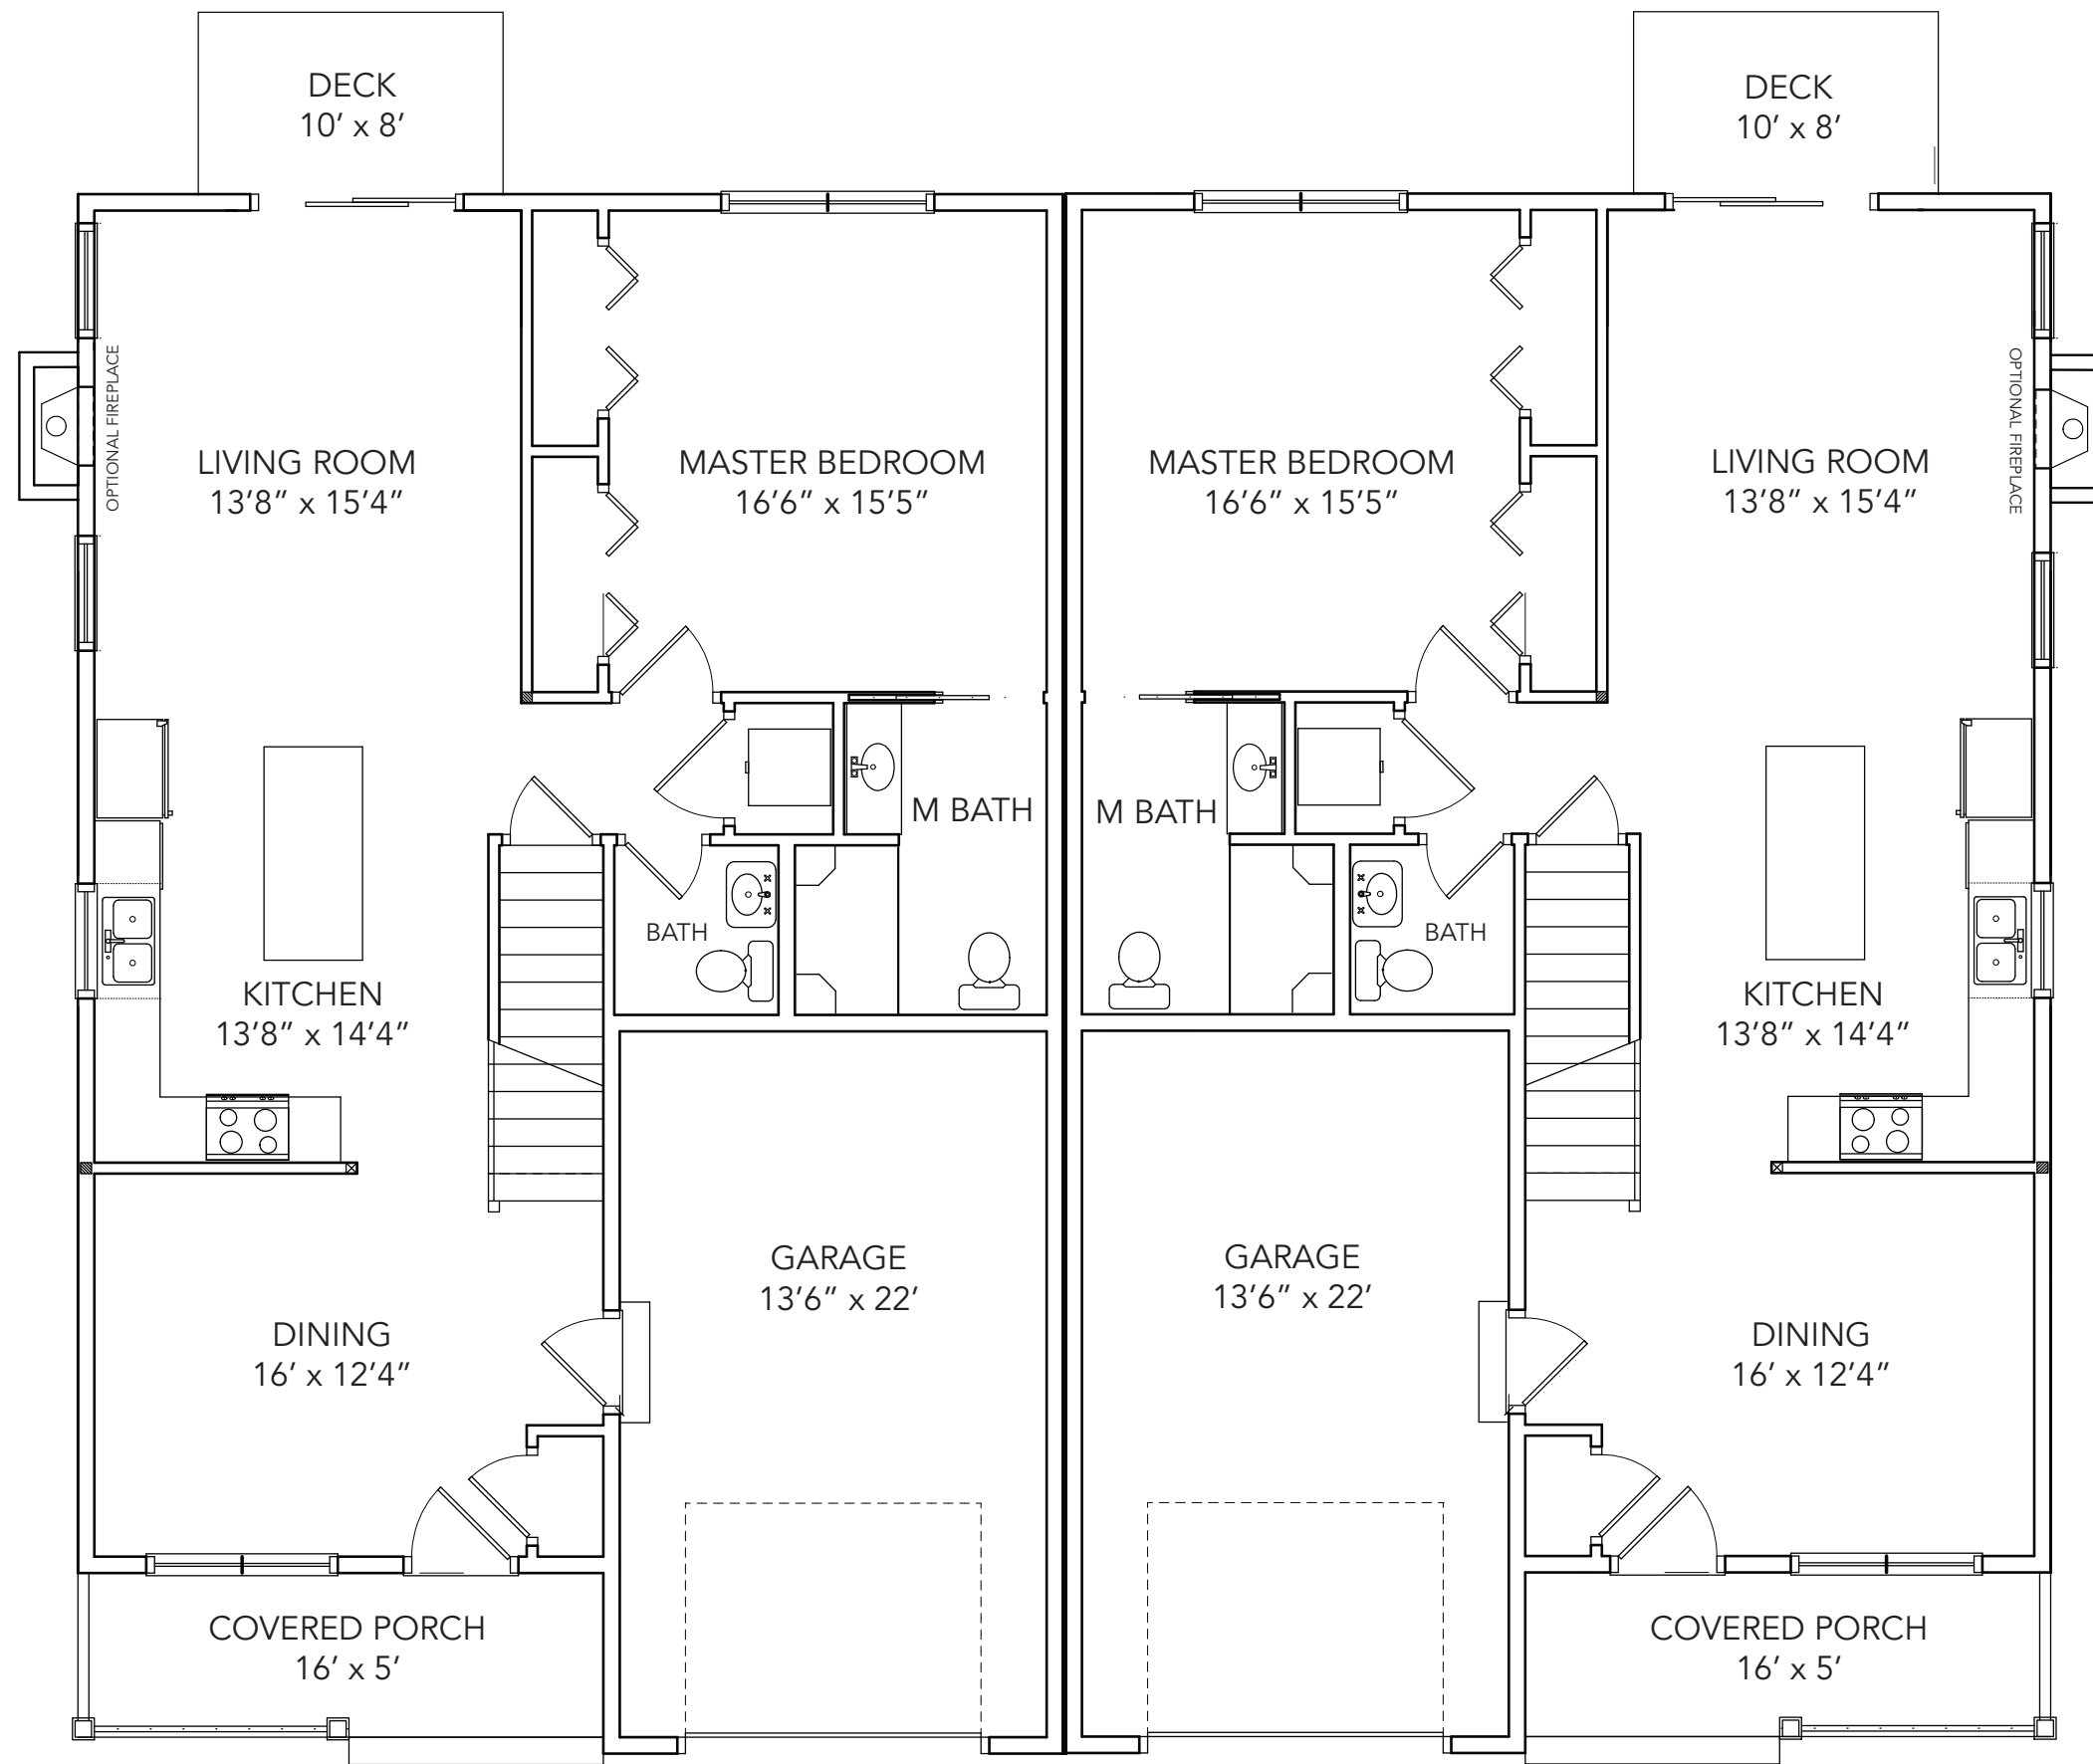 DECK
10’ x 8’
DECK
10’ x 8’
OPTIONAL FIREPLACE
LIVING ROOM
13’8” x 15’4”
MASTER BEDROOM
16’6” x 15’5”
MASTER BEDROOM
16’6” x 15’5”
LIVING ROOM
13’8” x 15’4”
OPTIONAL FIREPLACE
M BATH
M BATH
BATH
BATH
KITCHEN
13’8” x 14’4”
KITCHEN
13’8” x 14’4”
GARAGE
13’6” x 22’
GARAGE
13’6” x 22’
DINING
16’ x 12’4”
DINING
16’ x 12’4”
COVERED PORCH
16’ x 5’
COVERED PORCH
16’ x 5’